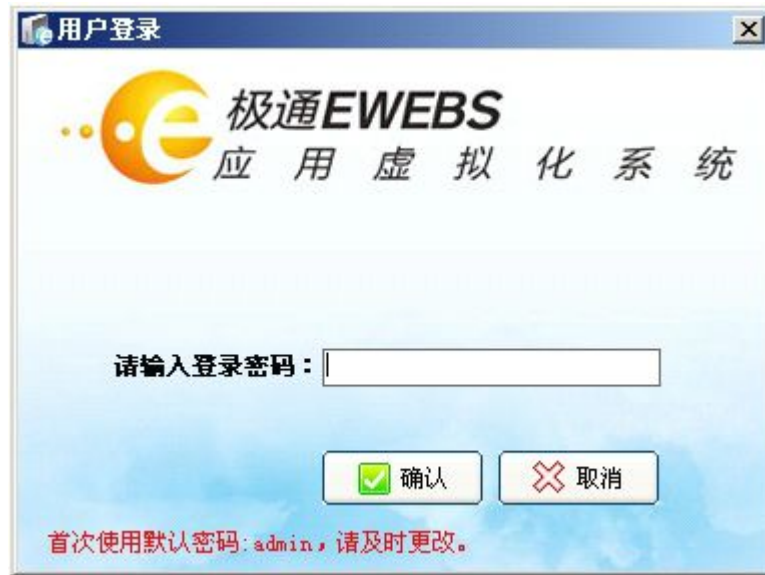 用户登录
极通EWEBS
应用虚拟化系统
请输入登录密码：
确认 取消
首次使用默认密码:admin，请及时更改。